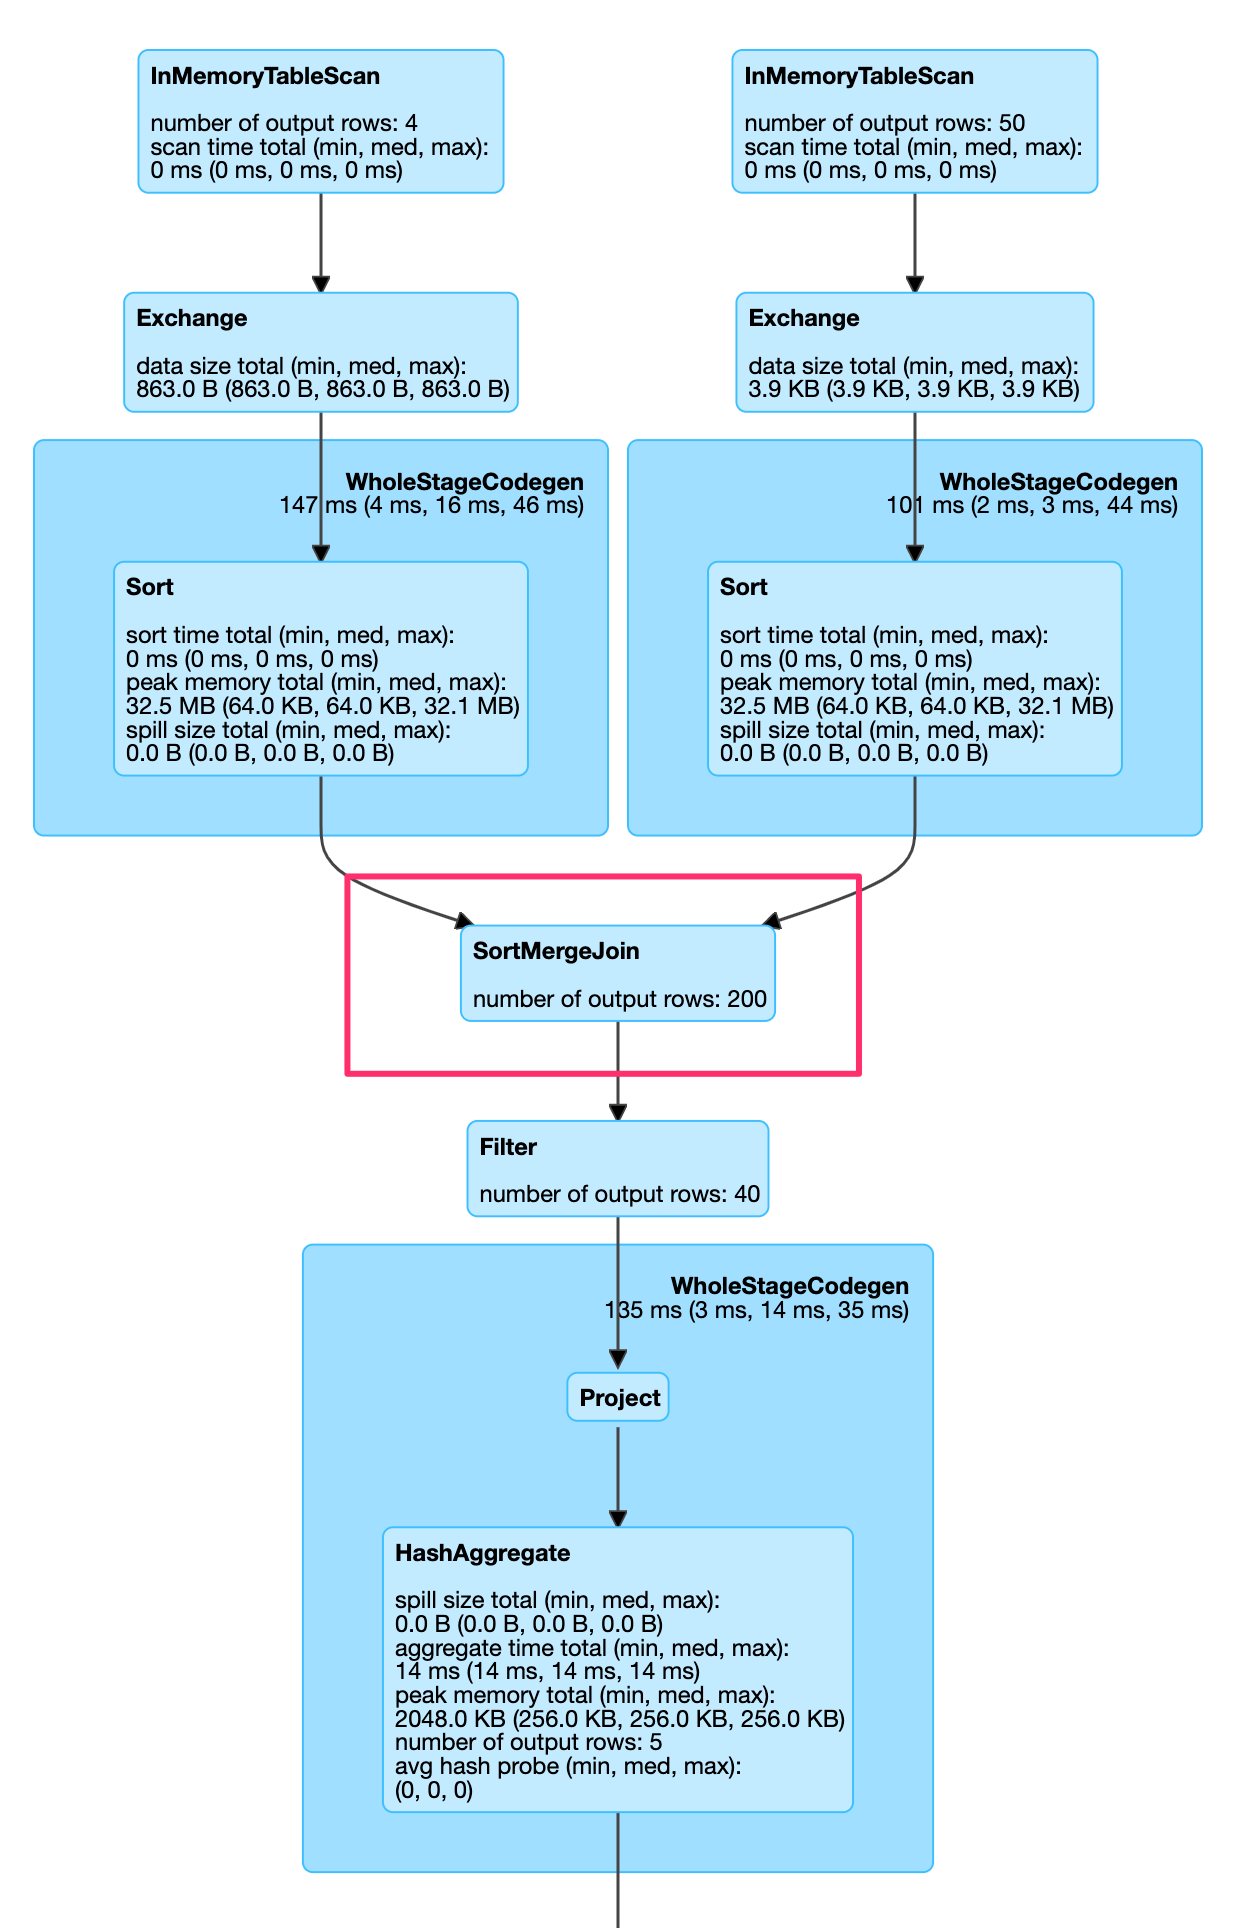 InMemoryTableScan
number of output rows: 4
scan time total (min, med, max):
0 ms (0 ms, 0 ms, 0 ms)
InMemoryTableScan
number of output rows: 50
scan time total (min, med, max):
0 ms (0 ms, 0 ms, 0 ms)
Exchange
data size total (min, med, max):
863.0 B (863.0 B, 863.0 B, 863.0 B)
Exchange
data size total (min, med, max):
3.9 KB (3.9 KB, 3.9 KB, 3.9 KB)
WholeStageCodegen
147 ms (4 ms, 16 ms, 46 ms)
Sort
sort time total (min, med, max):
0 ms (0 ms, 0 ms, 0 ms)
peak memory total (min, med, max):
32.5 MB (64.0 KB, 64.0 KB, 32.1 MB)
spill size total (min, med, max):
0.0 B (0.0 B, 0.0 B, 0.0 B)
WholeStageCodegen
101 ms (2 ms, 3 ms, 44 ms)
Sort
sort time total (min, med, max):
0 ms (0 ms, 0 ms, 0 ms)
peak memory total (min, med, max):
32.5 MB (64.0 KB, 64.0 KB, 32.1 MB)
spill size total (min, med, max):
0.0 B (0.0 B, 0.0 B, 0.0 B)
SortMergeJoin
number of output rows: 200
Filter
number of output rows: 40
WholeStageCodegen
135 ms (3 ms, 14 ms, 35 ms)
Project
HashAggregate
spill size total (min, med, max):
0.0 B (0.0 B, 0.0 B, 0.0 B)
aggregate time total (min, med, max):
14 ms (14 ms, 14 ms, 14 ms)
peak memory total (min, med, max):
2048.0 KB (256.0 KB, 256.0 KB, 256.0 KB)
number of output rows: 5
avg hash probe (min, med, max):
(0, 0, 0)